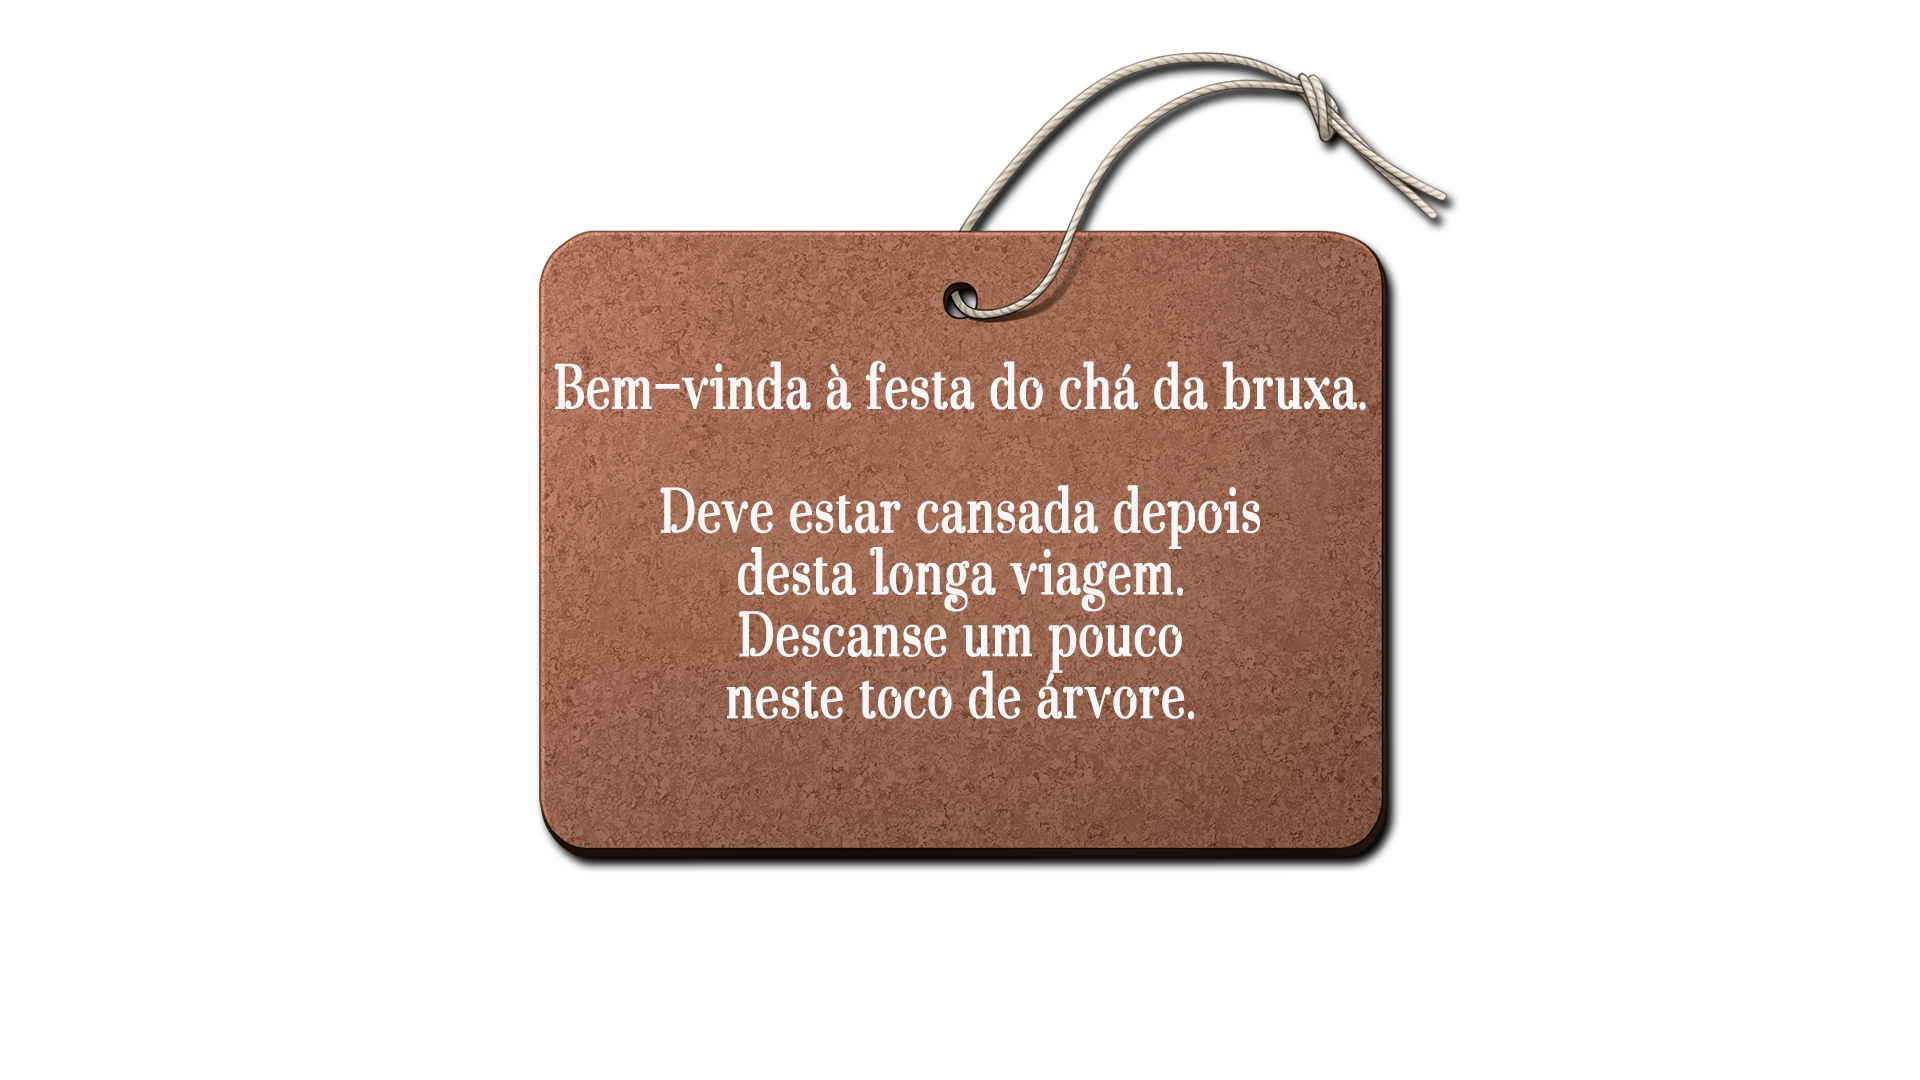 Bem-vinda à festa do chá da bruxa.
Deve estar cansada depois
desta longa viagem.
Descanse um pouco
neste toco de árvore.